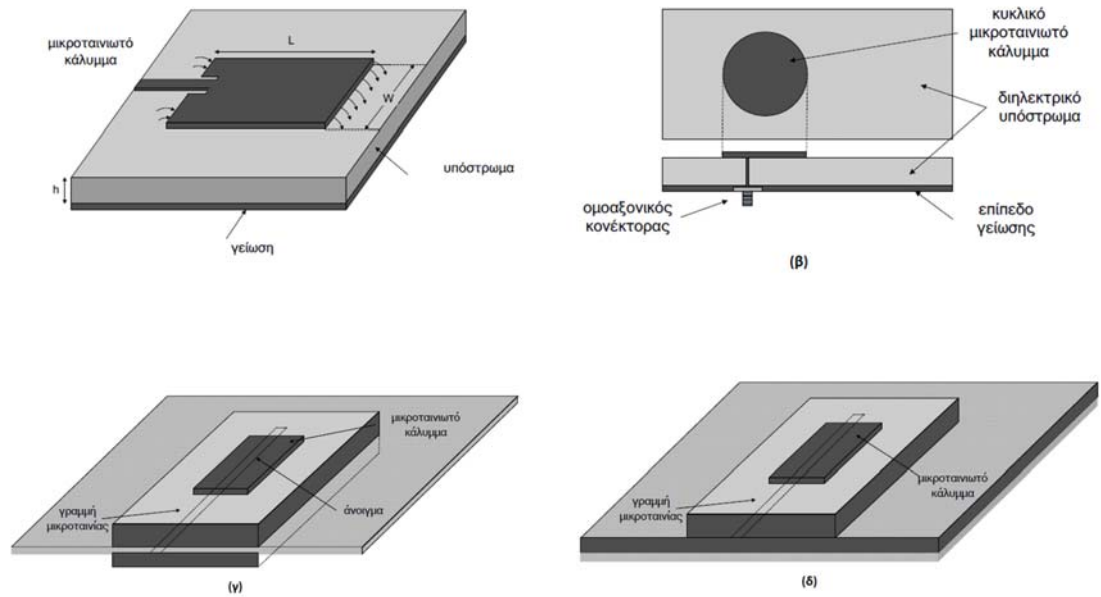 μικροταινιωτό
κάλυμμα
L
W
h
υπόστρωμα
γείωση
κυκλικό
μικροταινιωτό
κάλυμμα
διηλεκτρικό
υπόστρωμα
ομοαξονικός
κονέκτορας
επίπεδο
γείωσης
(β)
μικροταινιωτό
κάλυμμα
γραμμή
μικροταινίας
άνοιγμα
(γ)
μικροταινιωτό
κάλυμμα
γραμμή
μικροταινίας
(δ)